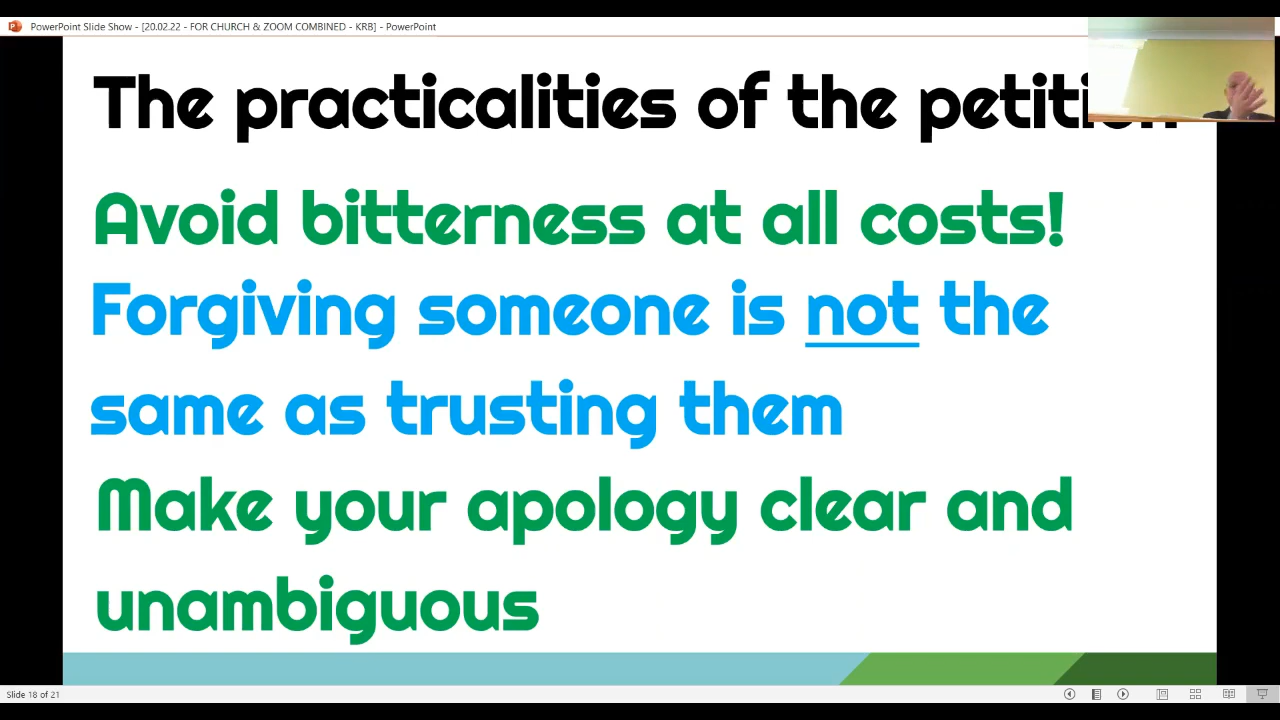 PowerPoint Slide Show - [20.02.22 - FOR CHURCH & ZOOM COMBINED - KRB] - PowerPoint
The practicalities of the petition
Avoid bitterness at all costs!
Forgiving someone is not the
same as trusting them
Make your apology clear and
unambiguous
Slide 18 of 21